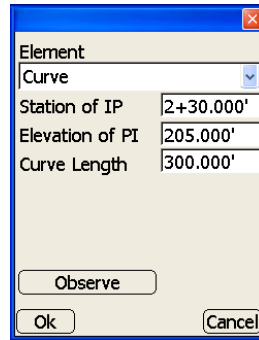 Element
Curve
Station of IP 2+30.000'
Elevation of PI 205.000'
Curve Length 300.000'
Observe
Ok Cancel